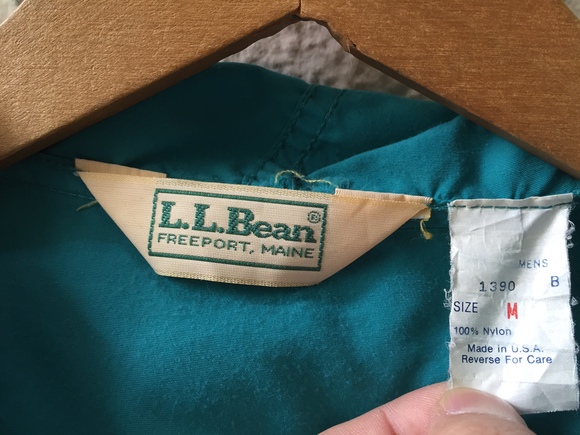 L.L.Bean®
FREEPORT, MAINE
MENS
1390 B
SIZE M
100% Nylon
Made in U.S.A.
Reverse For Care